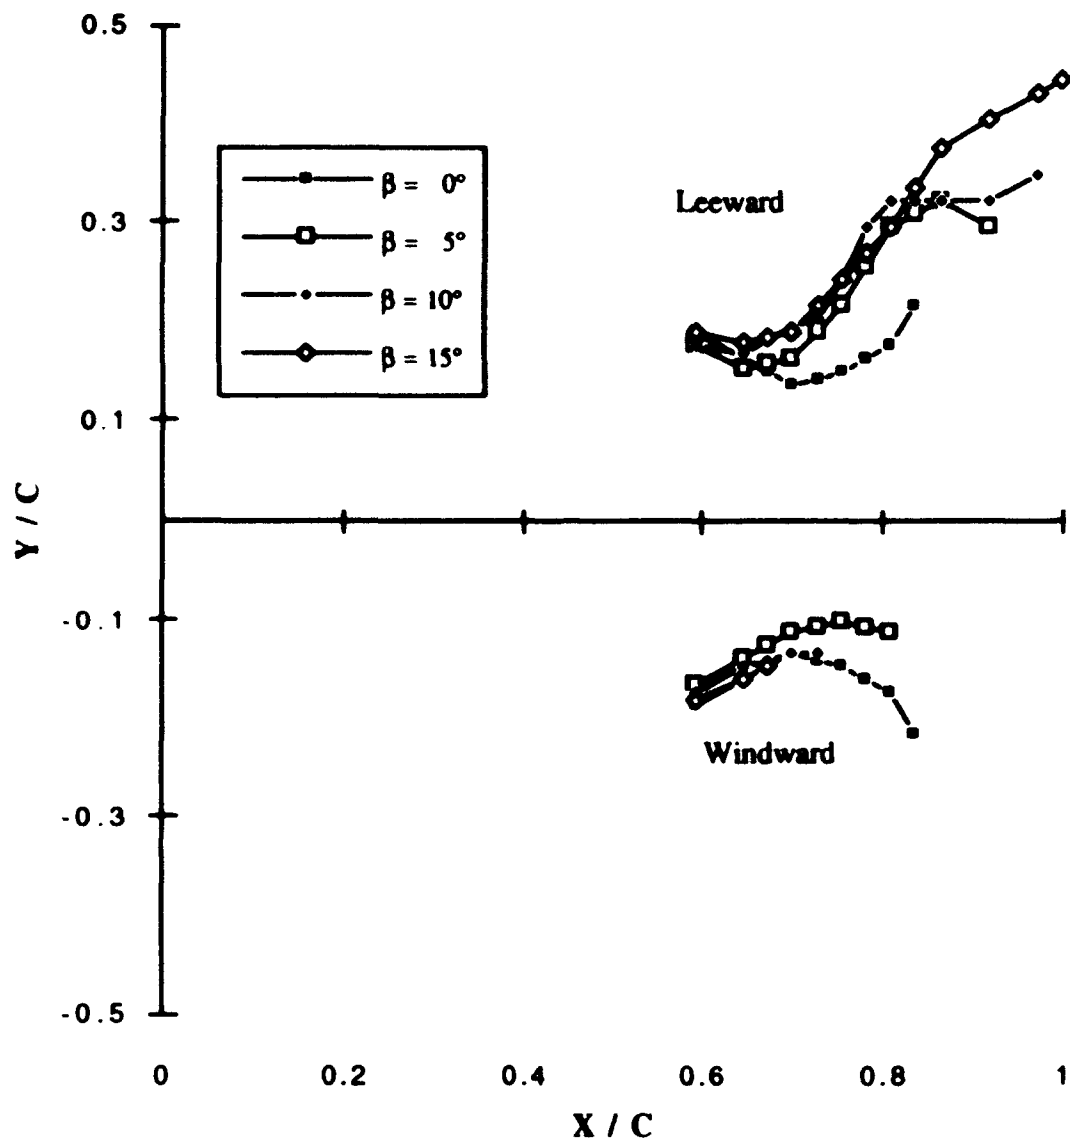 0.5
β = 0°
Leeward
0.3
β = 5°
β = 10°
β = 15°
0.1
Y / C
-0.1
Windward
-0.3
-0.5
0 0.2 0.4 0.6 0.8 1
X / C